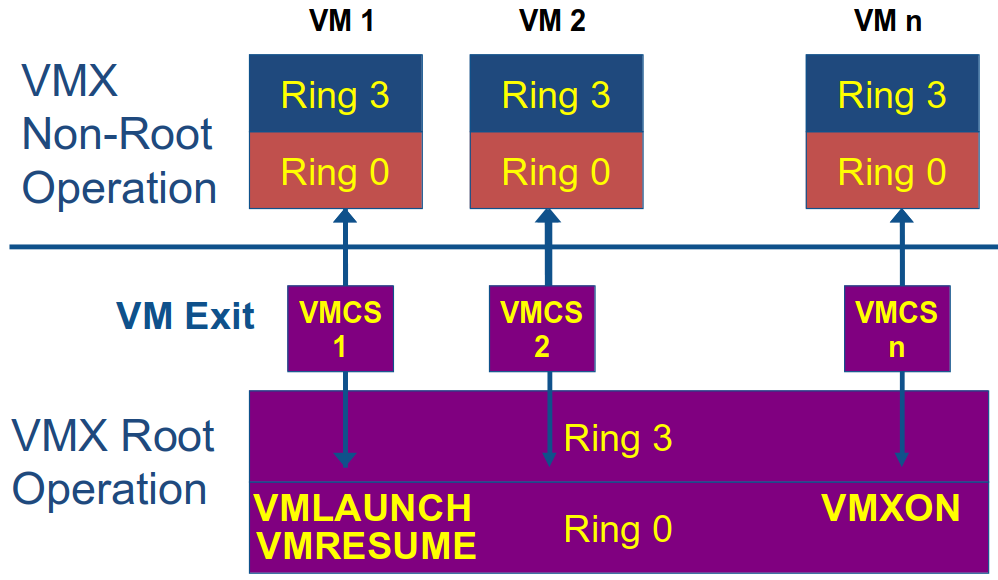 VM 1
VM 2
VM n
VMX
Non-Root
Operation
Ring 3
Ring 0
Ring 3
Ring 0
Ring 3
Ring 0
VM Exit
VMCS
1
VMCS
2
VMCS
n
VMX Root
Operation
Ring 3
VMLAUNCH
VMRESUME
Ring 0
VMXON